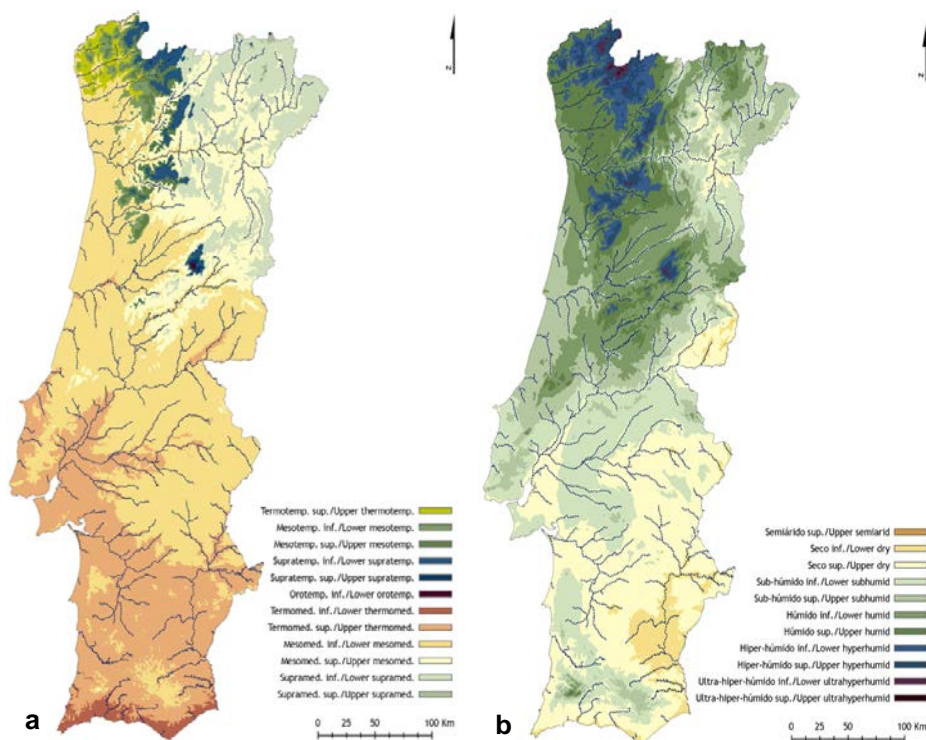 N
N
Termotemp. sup./Upper thermotemp.
Mesotemp. inf./Lower mesotemp.
Mesotemp. sup./Upper mesotemp.
Supratemp. inf./Lower supratemp.
Supratemp. sup./Upper supratemp.
Orotemp. inf./Lower orotemp.
Termomed. inf./Lower thermomed.
Termomed. sup./Upper thermomed.
Mesomed. inf./Lower mesomed.
Mesomed. sup./Upper mesomed.
Supramed. inf./Lower supramed.
Supramed. sup./Upper supramed.
0 25 50 100 Km
a
Semiárido sup./Upper semiarid
Seco inf./Lower dry
Seco sup./Upper dry
Sub-húmido inf./Lower subhumid
Sub-húmido sup./Upper subhumid
Húmido inf./Lower humid
Húmido sup./Upper humid
Hiper-húmido inf./Lower hyperhumid
Hiper-húmido sup./Upper hyperhumid
Ultra-hiper-húmido inf./Lower ultrahyperhumid
Ultra-hiper-húmido sup./Upper ultrahyperhumid
0 25 50 100 Km
b